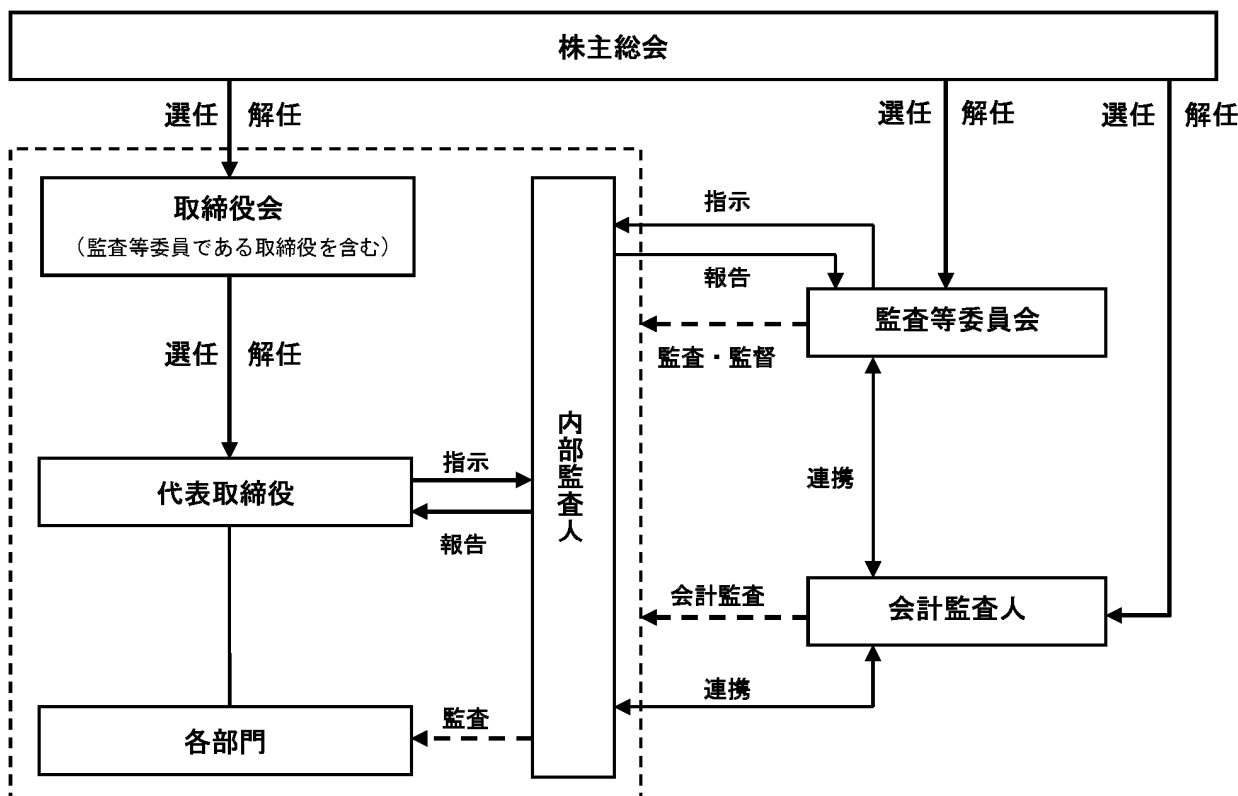 株主総会
選任 解任
選任 解任
選任 解任
取締役会
（監査等委員である取締役を含む）
指示
報告
監査等委員会
監査・監督
選任 解任
内部監査人
代表取締役
指示
報告
連携
会計監査
会計監査人
連携
監査
各部門